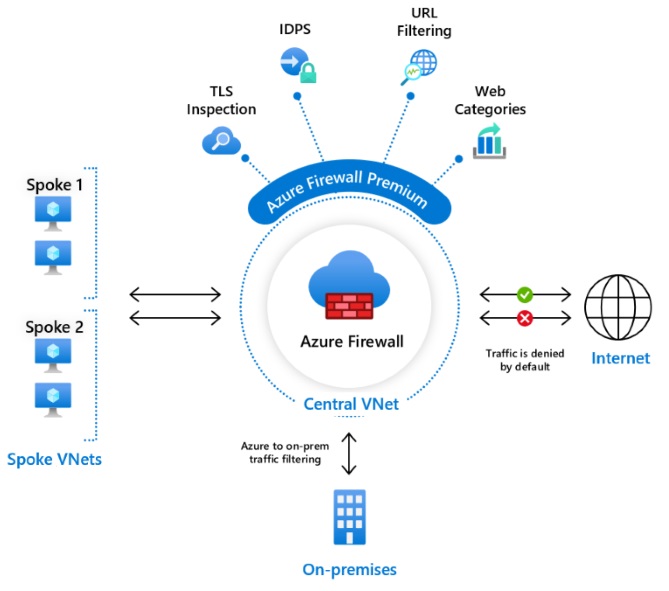 IDPS
URL
Filtering
TLS
Inspection
Web
Categories
Azure Firewall Premium
Spoke 1
Spoke 2
Spoke VNets
Azure Firewall
Central VNet
Traffic is denied
by default
Internet
Azure to on-prem
traffic filtering
On-premises